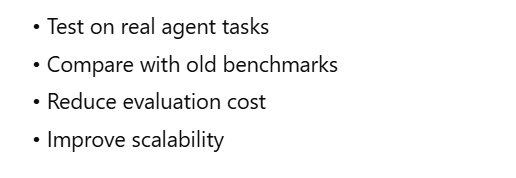 • Test on real agent tasks
• Compare with old benchmarks
• Reduce evaluation cost
• Improve scalability